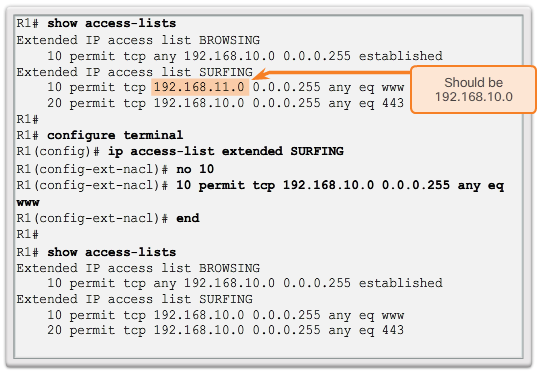 R1# show access-lists
Extended IP access list BROWSING
    10 permit tcp any 192.168.10.0 0.0.0.255 established
Extended IP access list SURFING
    10 permit tcp 192.168.11.0 0.0.0.255 any eq www
    20 permit tcp 192.168.10.0 0.0.0.255 any eq 443
Should be
192.168.10.0
R1#
R1# configure terminal
R1(config)# ip access-list extended SURFING
R1(config-ext-nacl)# no 10
R1(config-ext-nacl)# 10 permit tcp 192.168.10.0 0.0.0.255 any eq
www
R1(config-ext-nacl)# end
R1#
R1# show access-lists
Extended IP access list BROWSING
    10 permit tcp any 192.168.10.0 0.0.0.255 established
Extended IP access list SURFING
    10 permit tcp 192.168.10.0 0.0.0.255 any eq www
    20 permit tcp 192.168.10.0 0.0.0.255 any eq 443